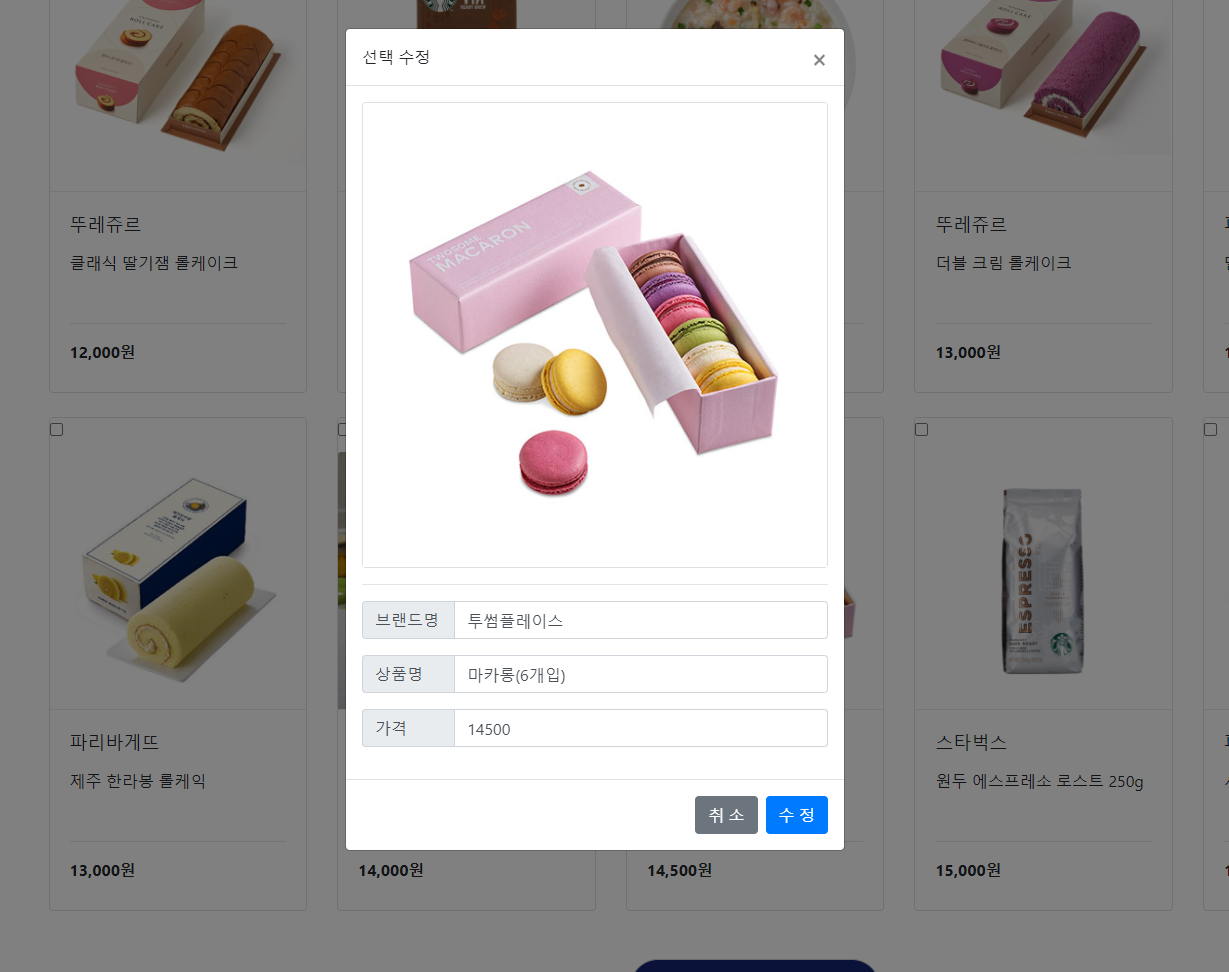 ROLL CAKE
ROLL CAKE
선택 수정
×
TWOSOME
MACARON
뚜레쥬르
클래식 딸기잼 롤케이크
12,000원
뚜레쥬르
더블 크림 롤케이크
13,000원
ESPRESSO
브랜드명
투썸플레이스
상품명
마카롱(6개입)
가격
14500
취 소
수 정
파리바게뜨
제주 한라봉 롤케익
13,000원
14,000원
14,500원
스타벅스
원두 에스프레소 로스트 250g
15,000원